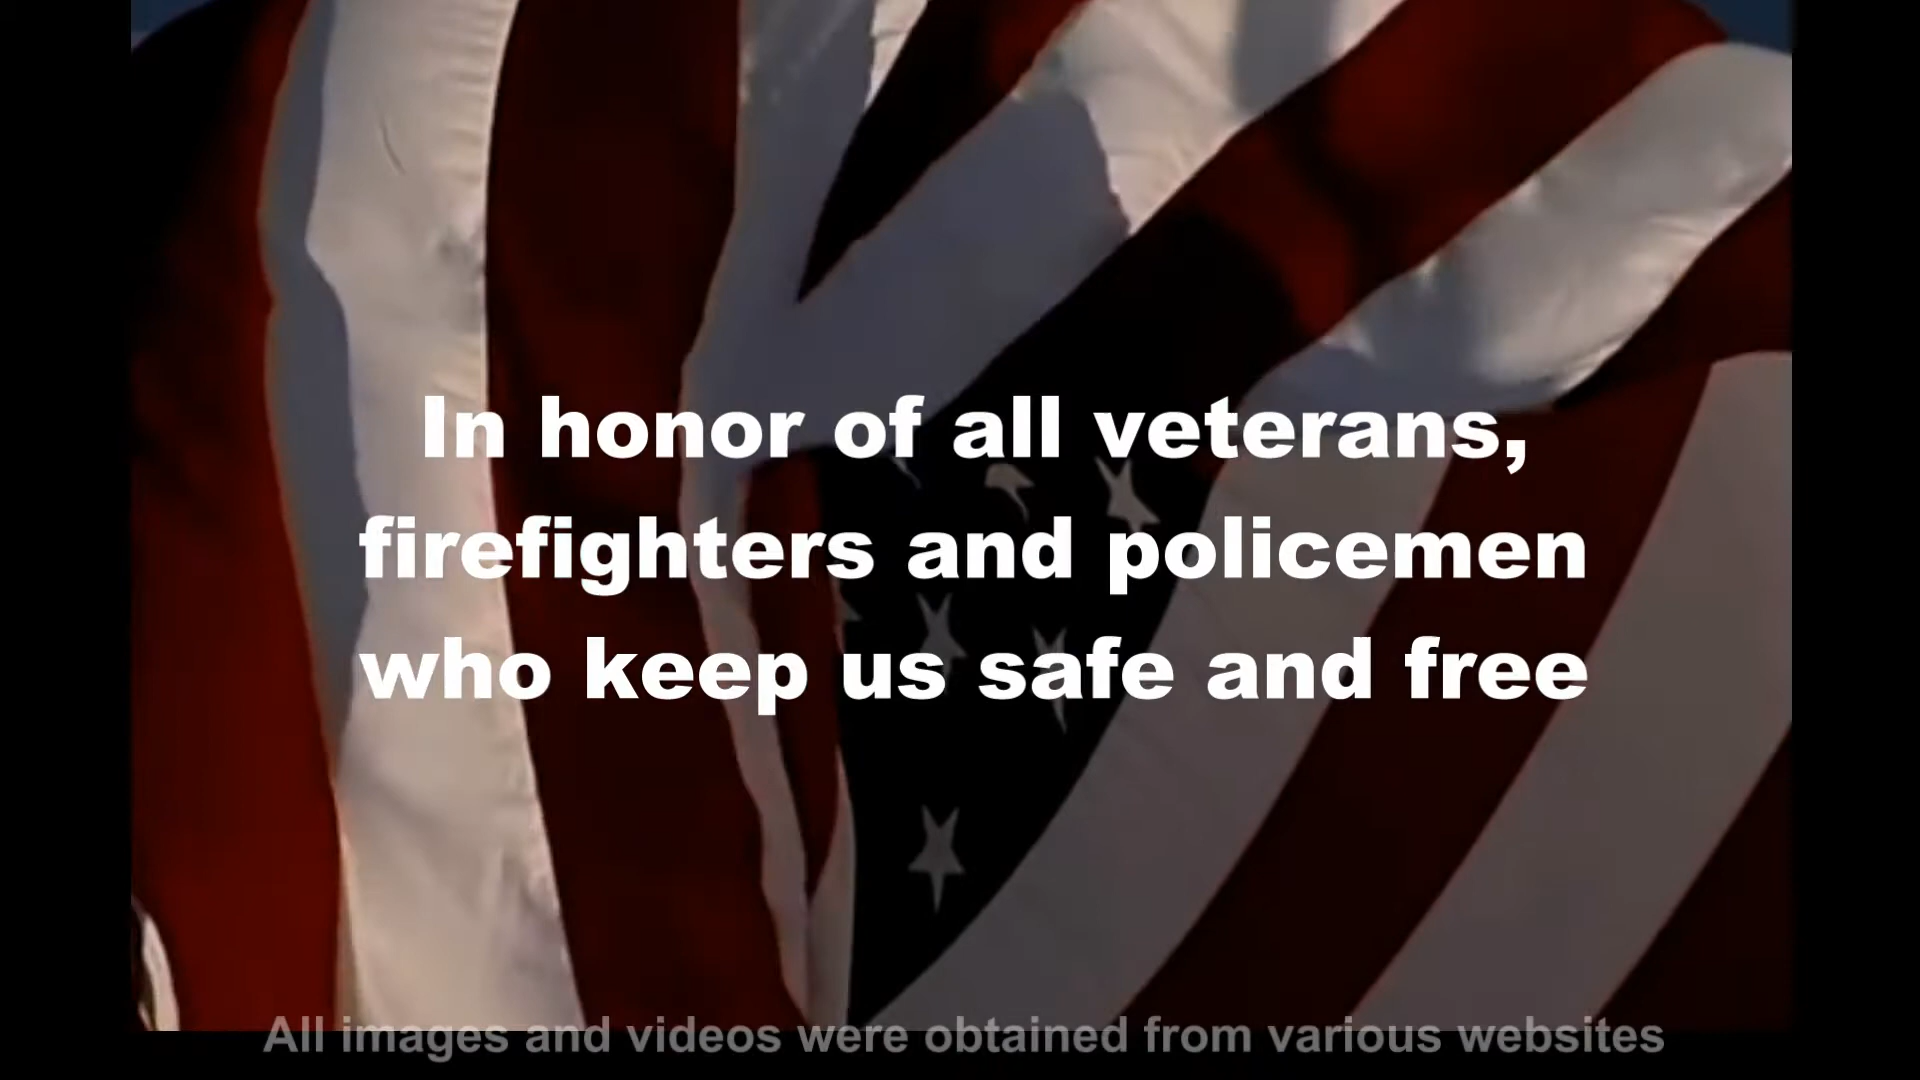 In honor of all veterans,
firefighters and policemen
who keep us safe and free
All images and videos were obtained from various websites